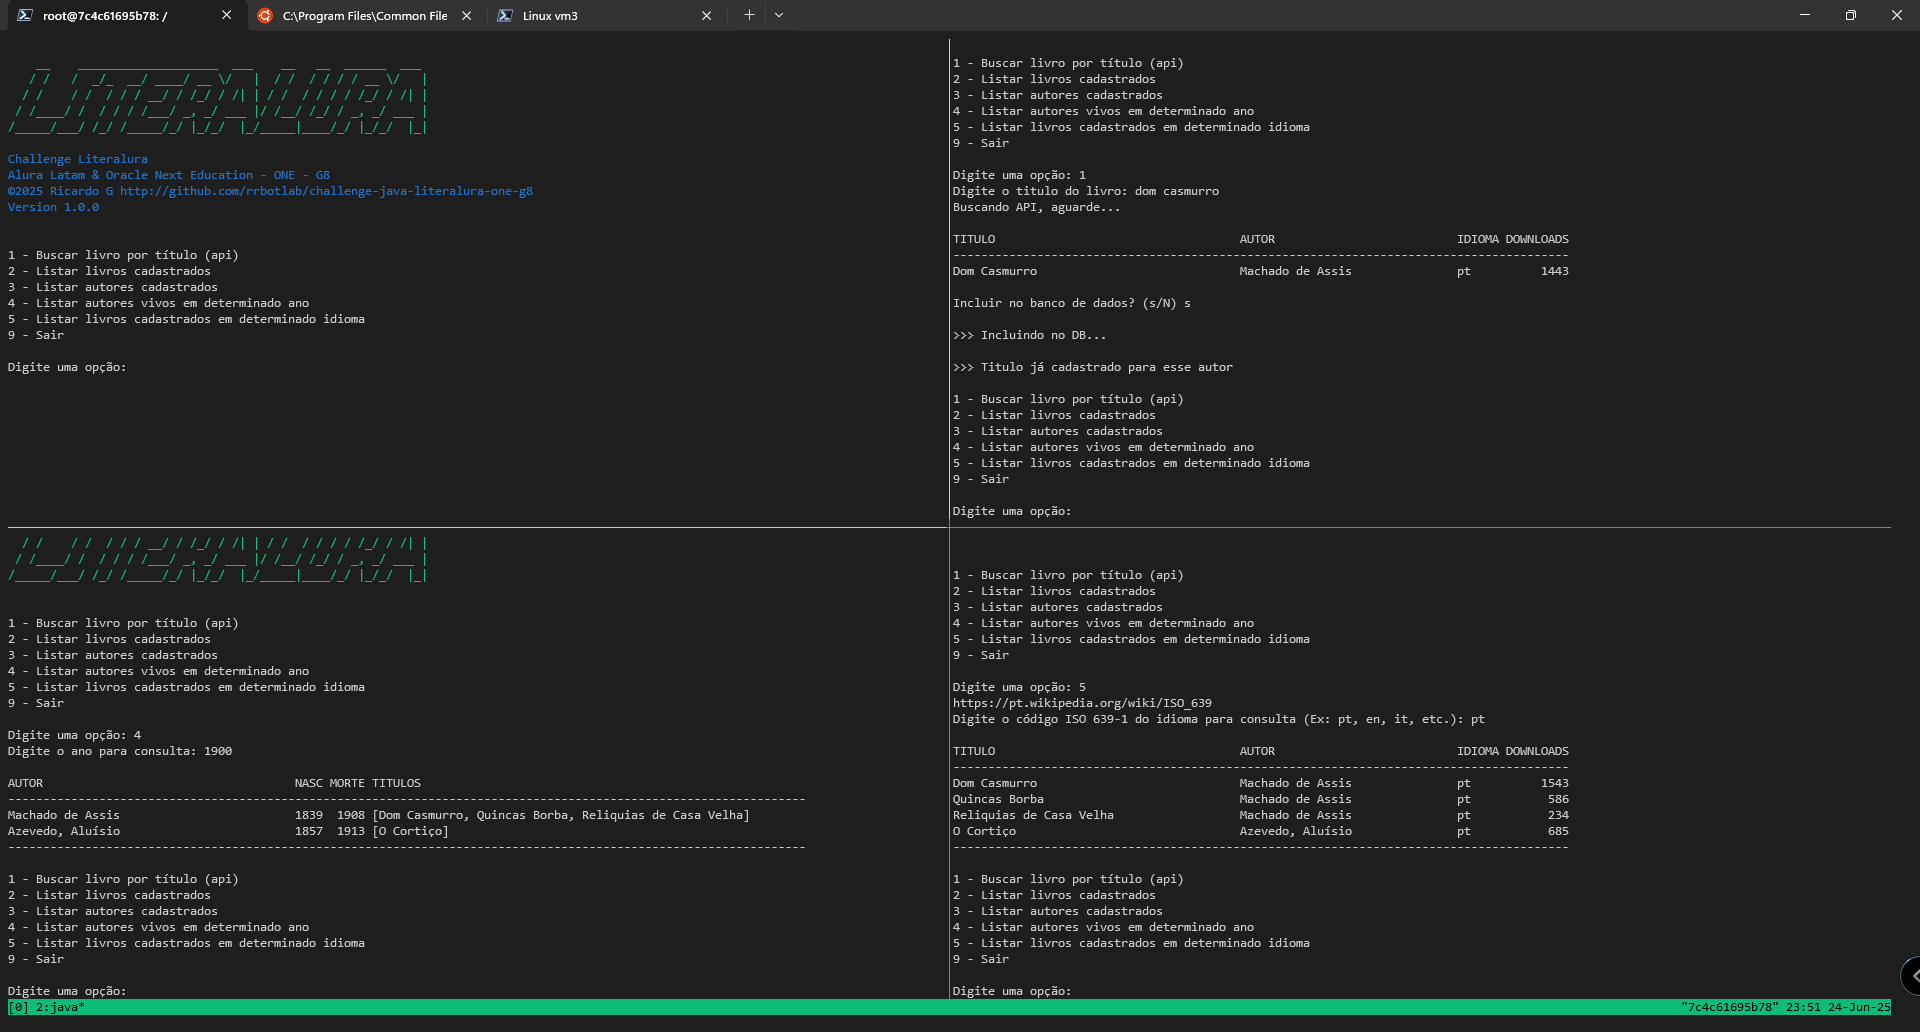 root@7c4c61695b78: /
C:\Program Files\Common File
Linux vm3
LITERALURA
Challenge Literalura
Alura Latam & Oracle Next Education - ONE - G8
©2025 Ricardo G http://github.com/rrbotlab/challenge-java-literalura-one-g8
Version 1.0.0
1 - Buscar livro por título (api)
2 - Listar livros cadastrados
3 - Listar autores cadastrados
4 - Listar autores vivos em determinado ano
5 - Listar livros cadastrados em determinado idioma
9 - Sair
Digite uma opção:
1 - Buscar livro por título (api)
2 - Listar livros cadastrados
3 - Listar autores cadastrados
4 - Listar autores vivos em determinado ano
5 - Listar livros cadastrados em determinado idioma
9 - Sair
Digite uma opção: 1
Digite o titulo do livro: dom casmurro
Buscando API, aguarde...
TITULO AUTOR IDIOMA DOWNLOADS
----------------------------------------------------------------------------------------
Dom Casmurro Machado de Assis pt 1443
Incluir no banco de dados? (s/N) s
>>> Incluindo no DB...
>>> Titulo já cadastrado para esse autor
1 - Buscar livro por título (api)
2 - Listar livros cadastrados
3 - Listar autores cadastrados
4 - Listar autores vivos em determinado ano
5 - Listar livros cadastrados em determinado idioma
9 - Sair
Digite uma opção:
LITERALURA
1 - Buscar livro por título (api)
2 - Listar livros cadastrados
3 - Listar autores cadastrados
4 - Listar autores vivos em determinado ano
5 - Listar livros cadastrados em determinado idioma
9 - Sair
Digite uma opção: 4
Digite o ano para consulta: 1900
AUTOR NASC MORTE TITULOS
------------------------------------------------------------------------------------------------------------------
Machado de Assis 1839 1908 [Dom Casmurro, Quincas Borba, Reliquias de Casa Velha]
Azevedo, Aluísio 1857 1913 [O Cortiço]
------------------------------------------------------------------------------------------------------------------
1 - Buscar livro por título (api)
2 - Listar livros cadastrados
3 - Listar autores cadastrados
4 - Listar autores vivos em determinado ano
5 - Listar livros cadastrados em determinado idioma
9 - Sair
Digite uma opção:
1 - Buscar livro por título (api)
2 - Listar livros cadastrados
3 - Listar autores cadastrados
4 - Listar autores vivos em determinado ano
5 - Listar livros cadastrados em determinado idioma
9 - Sair
Digite uma opção: 5
https://pt.wikipedia.org/wiki/ISO_639
Digite o código ISO 639-1 do idioma para consulta (Ex: pt, en, it, etc.): pt
TITULO AUTOR IDIOMA DOWNLOADS
----------------------------------------------------------------------------------------
Dom Casmurro Machado de Assis pt 1543
Quincas Borba Machado de Assis pt 586
Reliquias de Casa Velha Machado de Assis pt 234
O Cortiço Azevedo, Aluísio pt 685
----------------------------------------------------------------------------------------
1 - Buscar livro por título (api)
2 - Listar livros cadastrados
3 - Listar autores cadastrados
4 - Listar autores vivos em determinado ano
5 - Listar livros cadastrados em determinado idioma
9 - Sair
Digite uma opção:
[0] 2:java* "7c4c61695b78" 23:51 24-Jun-25